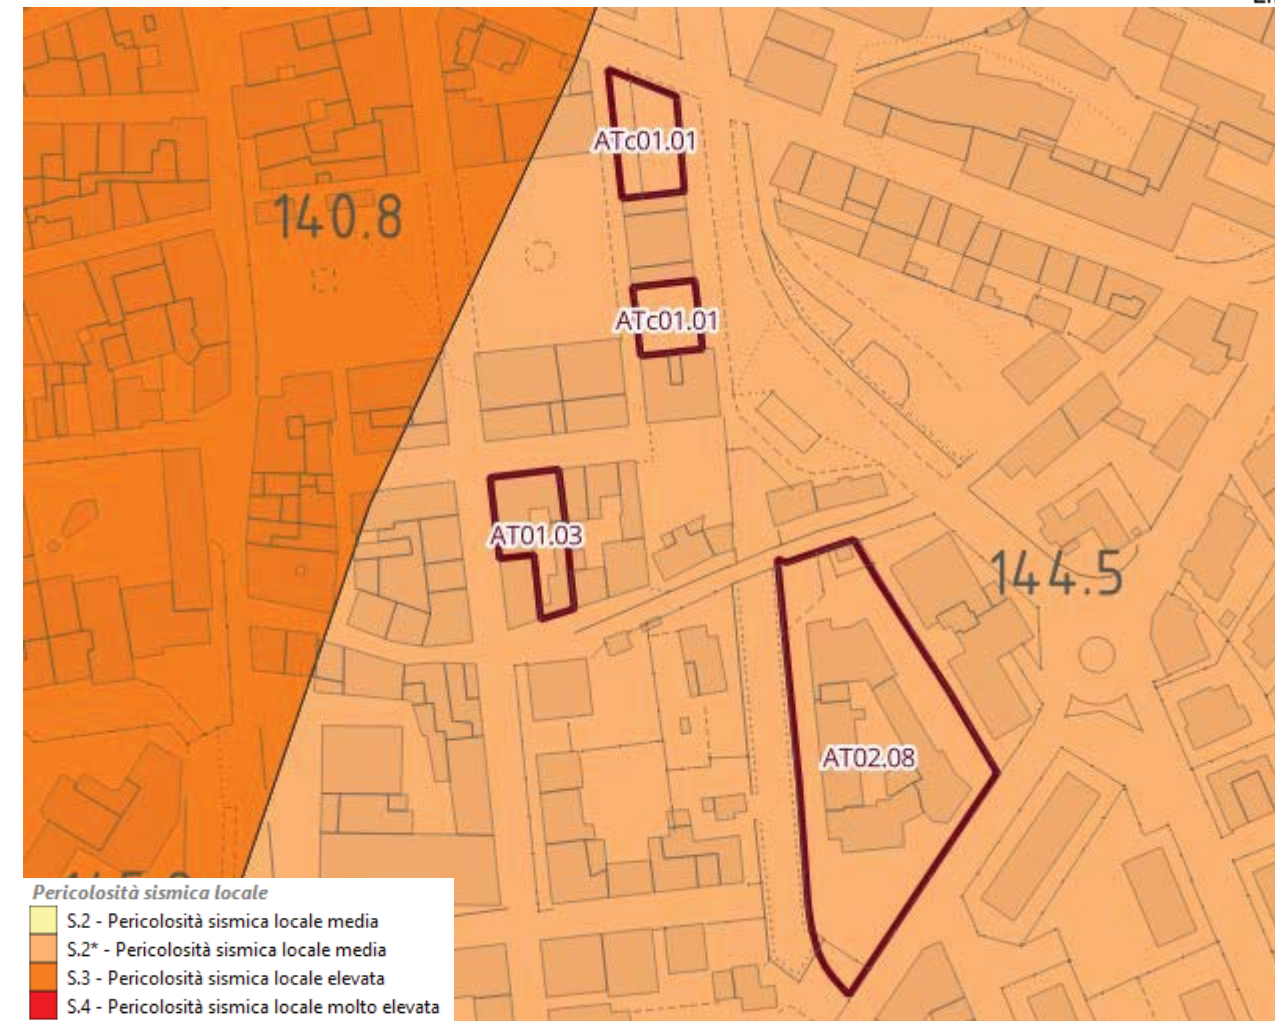 ATc01.01
140.8
ATc01.01
AT01.03
144.5
AT02.08
Pericolosità sismica locale
S.2 - Pericolosità sismica locale media
S.2* - Pericolosità sismica locale media
S.3 - Pericolosità sismica locale elevata
S.4 - Pericolosità sismica locale molto elevata